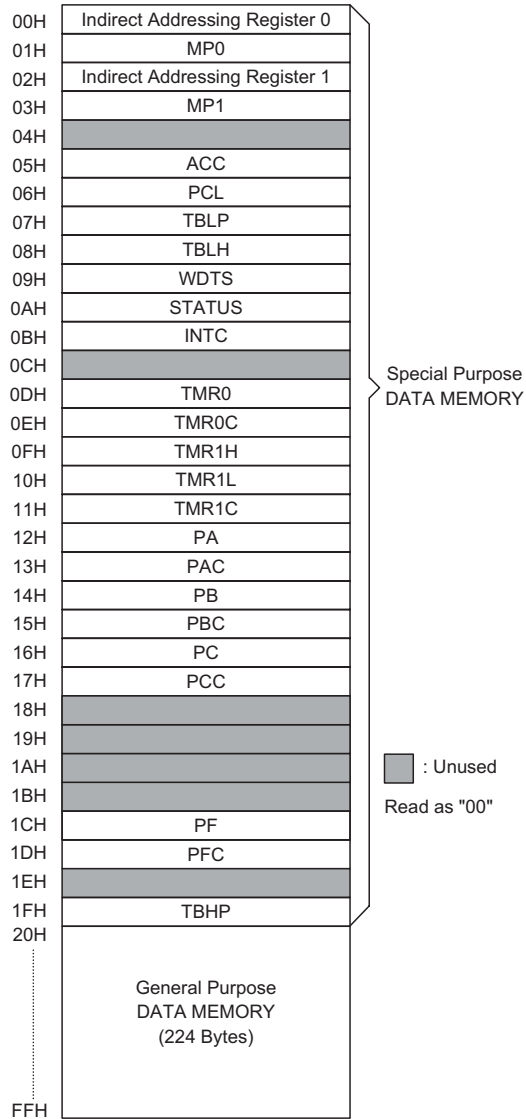 00H Indirect Addressing Register 0
01H MP0
02H Indirect Addressing Register 1
03H MP1
04H
05H ACC
06H PCL
07H TBLP
08H TBLH
09H WDTS
0AH STATUS
0BH INTC
0CH
0DH TMR0
0EH TMR0C
0FH TMR1H
10H TMR1L
11H TMR1C
12H PA
13H PAC
14H PB
15H PBC
16H PC
17H PCC
18H
19H
1AH
1BH
1CH PF
1DH PFC
1EH
1FH TBHP
20H
General Purpose
DATA MEMORY
(224 Bytes)
FFH
Special Purpose
DATA MEMORY
: Unused
Read as "00"